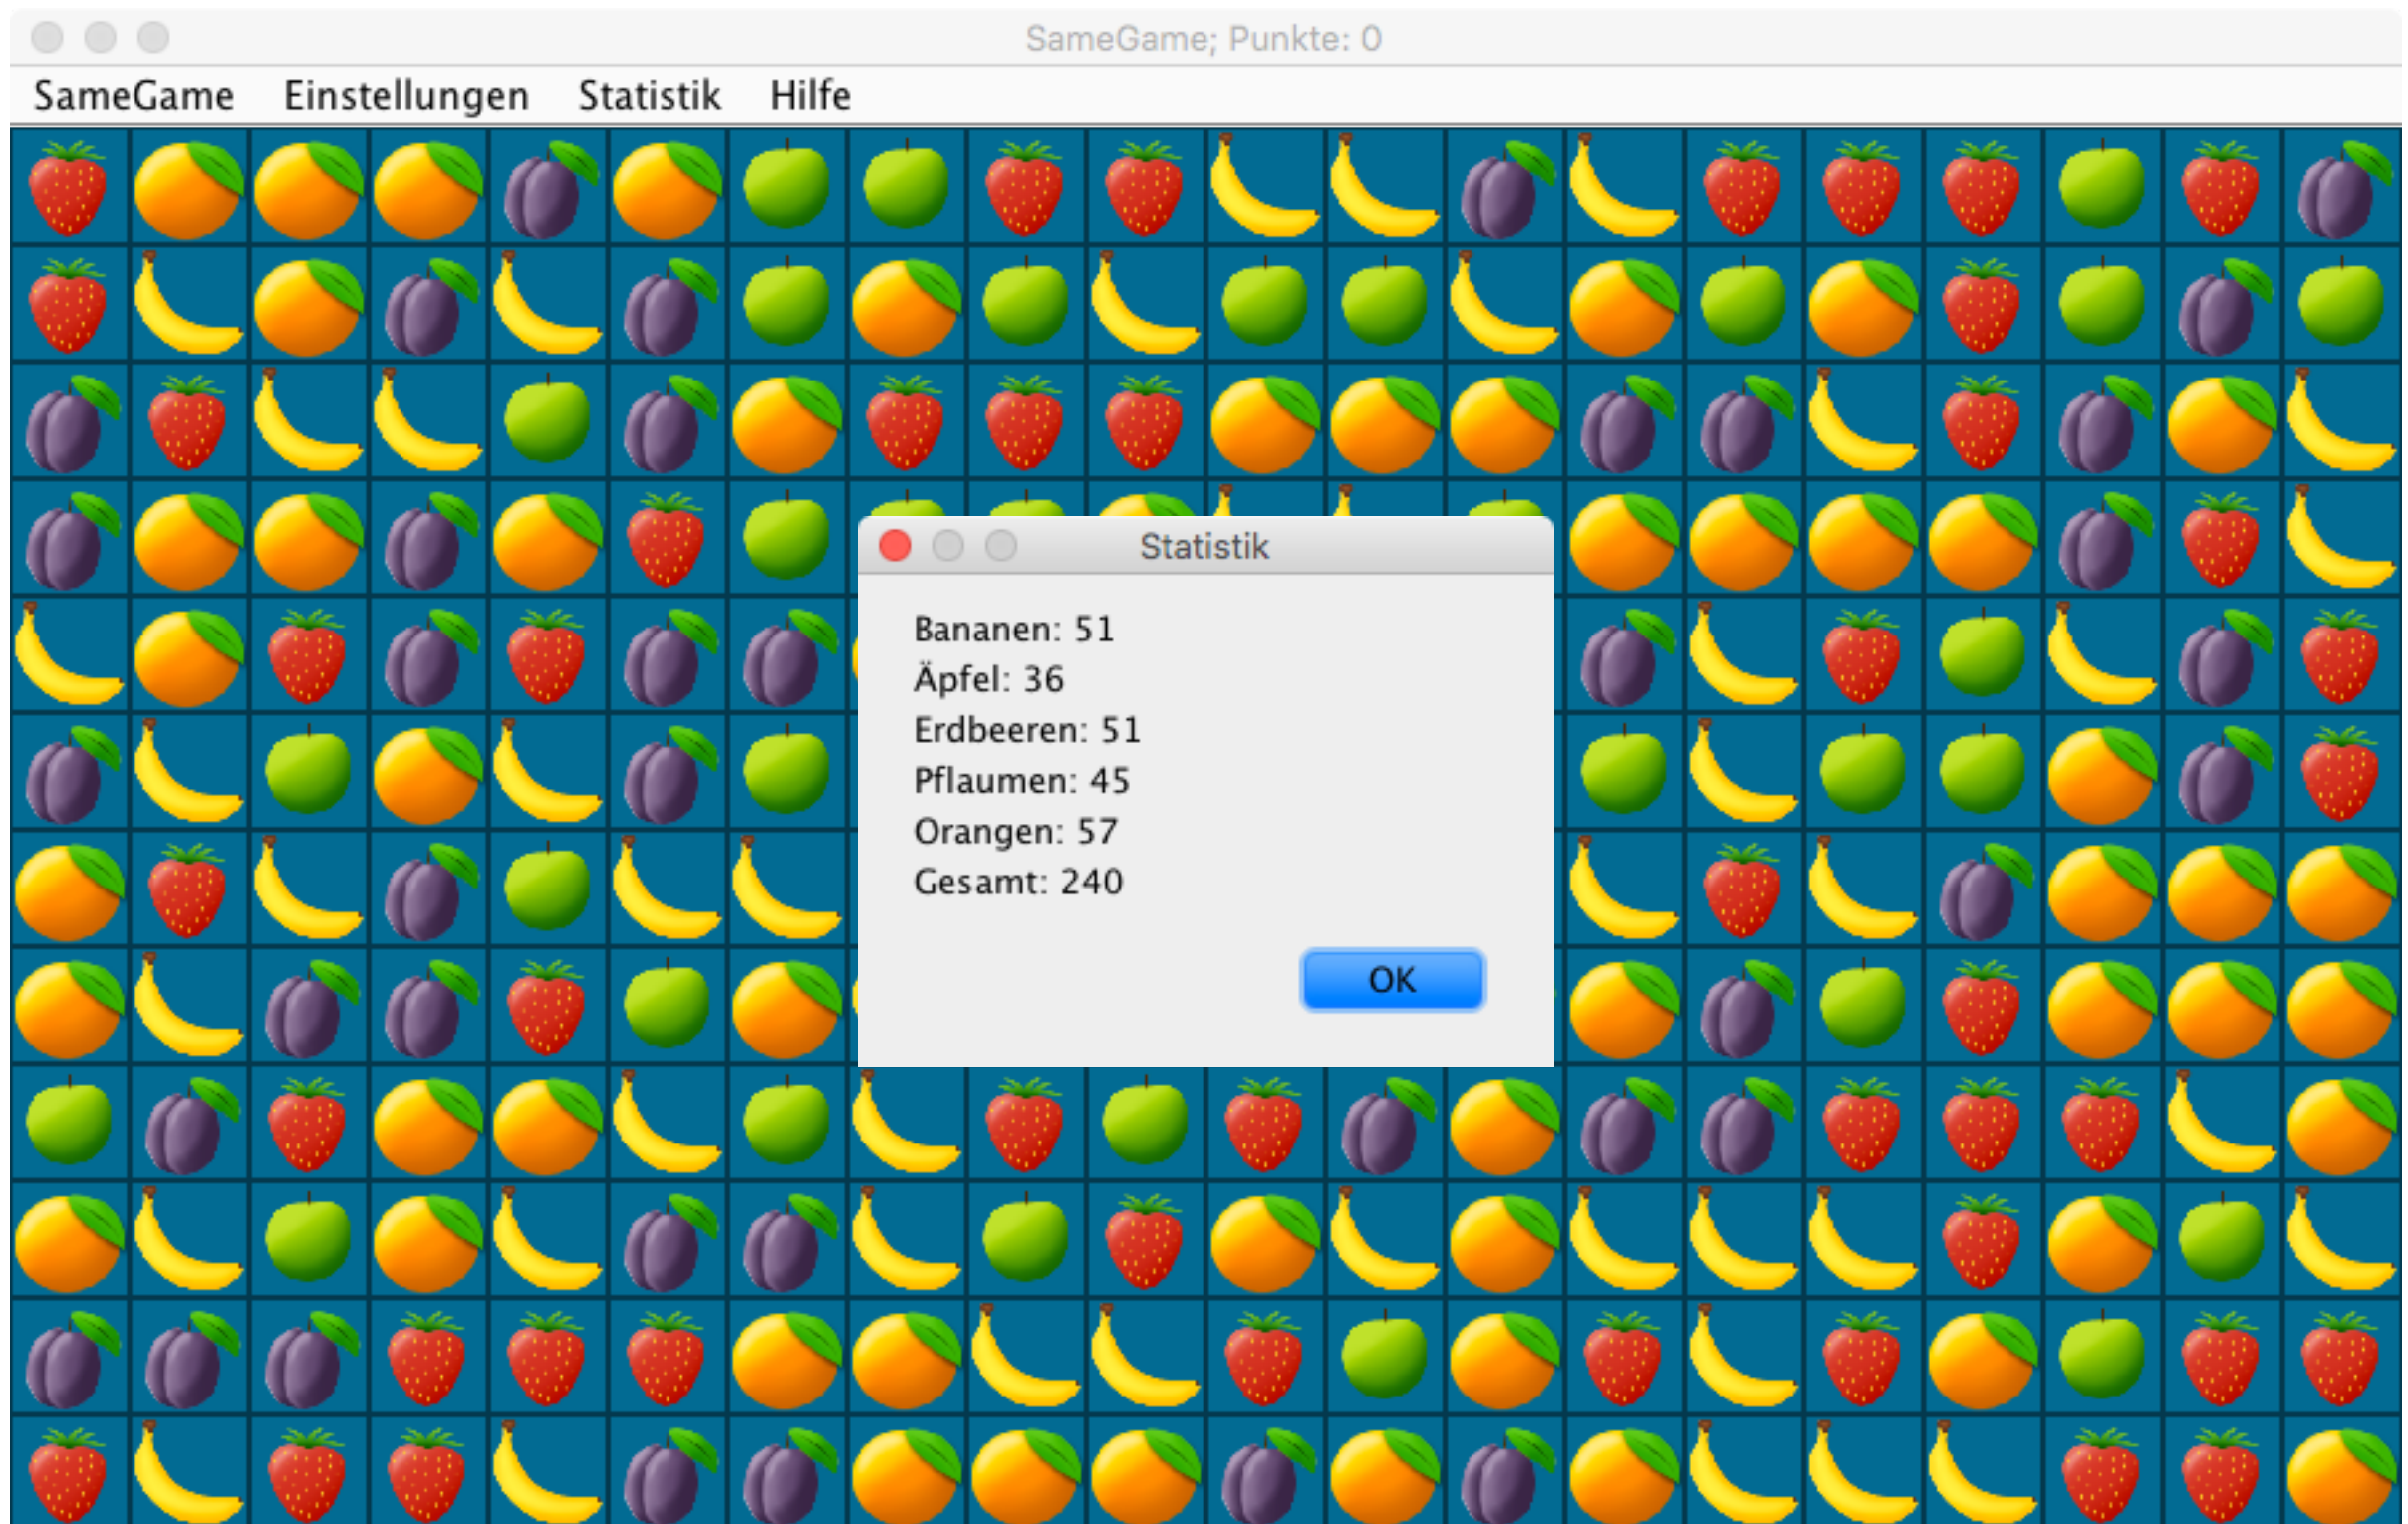 SameGame; Punkte: 0
SameGame Einstellungen Statistik Hilfe
Statistik
Bananen: 51
Äpfel: 36
Erdbeeren: 51
Pflaumen: 45
Orangen: 57
Gesamt: 240
OK